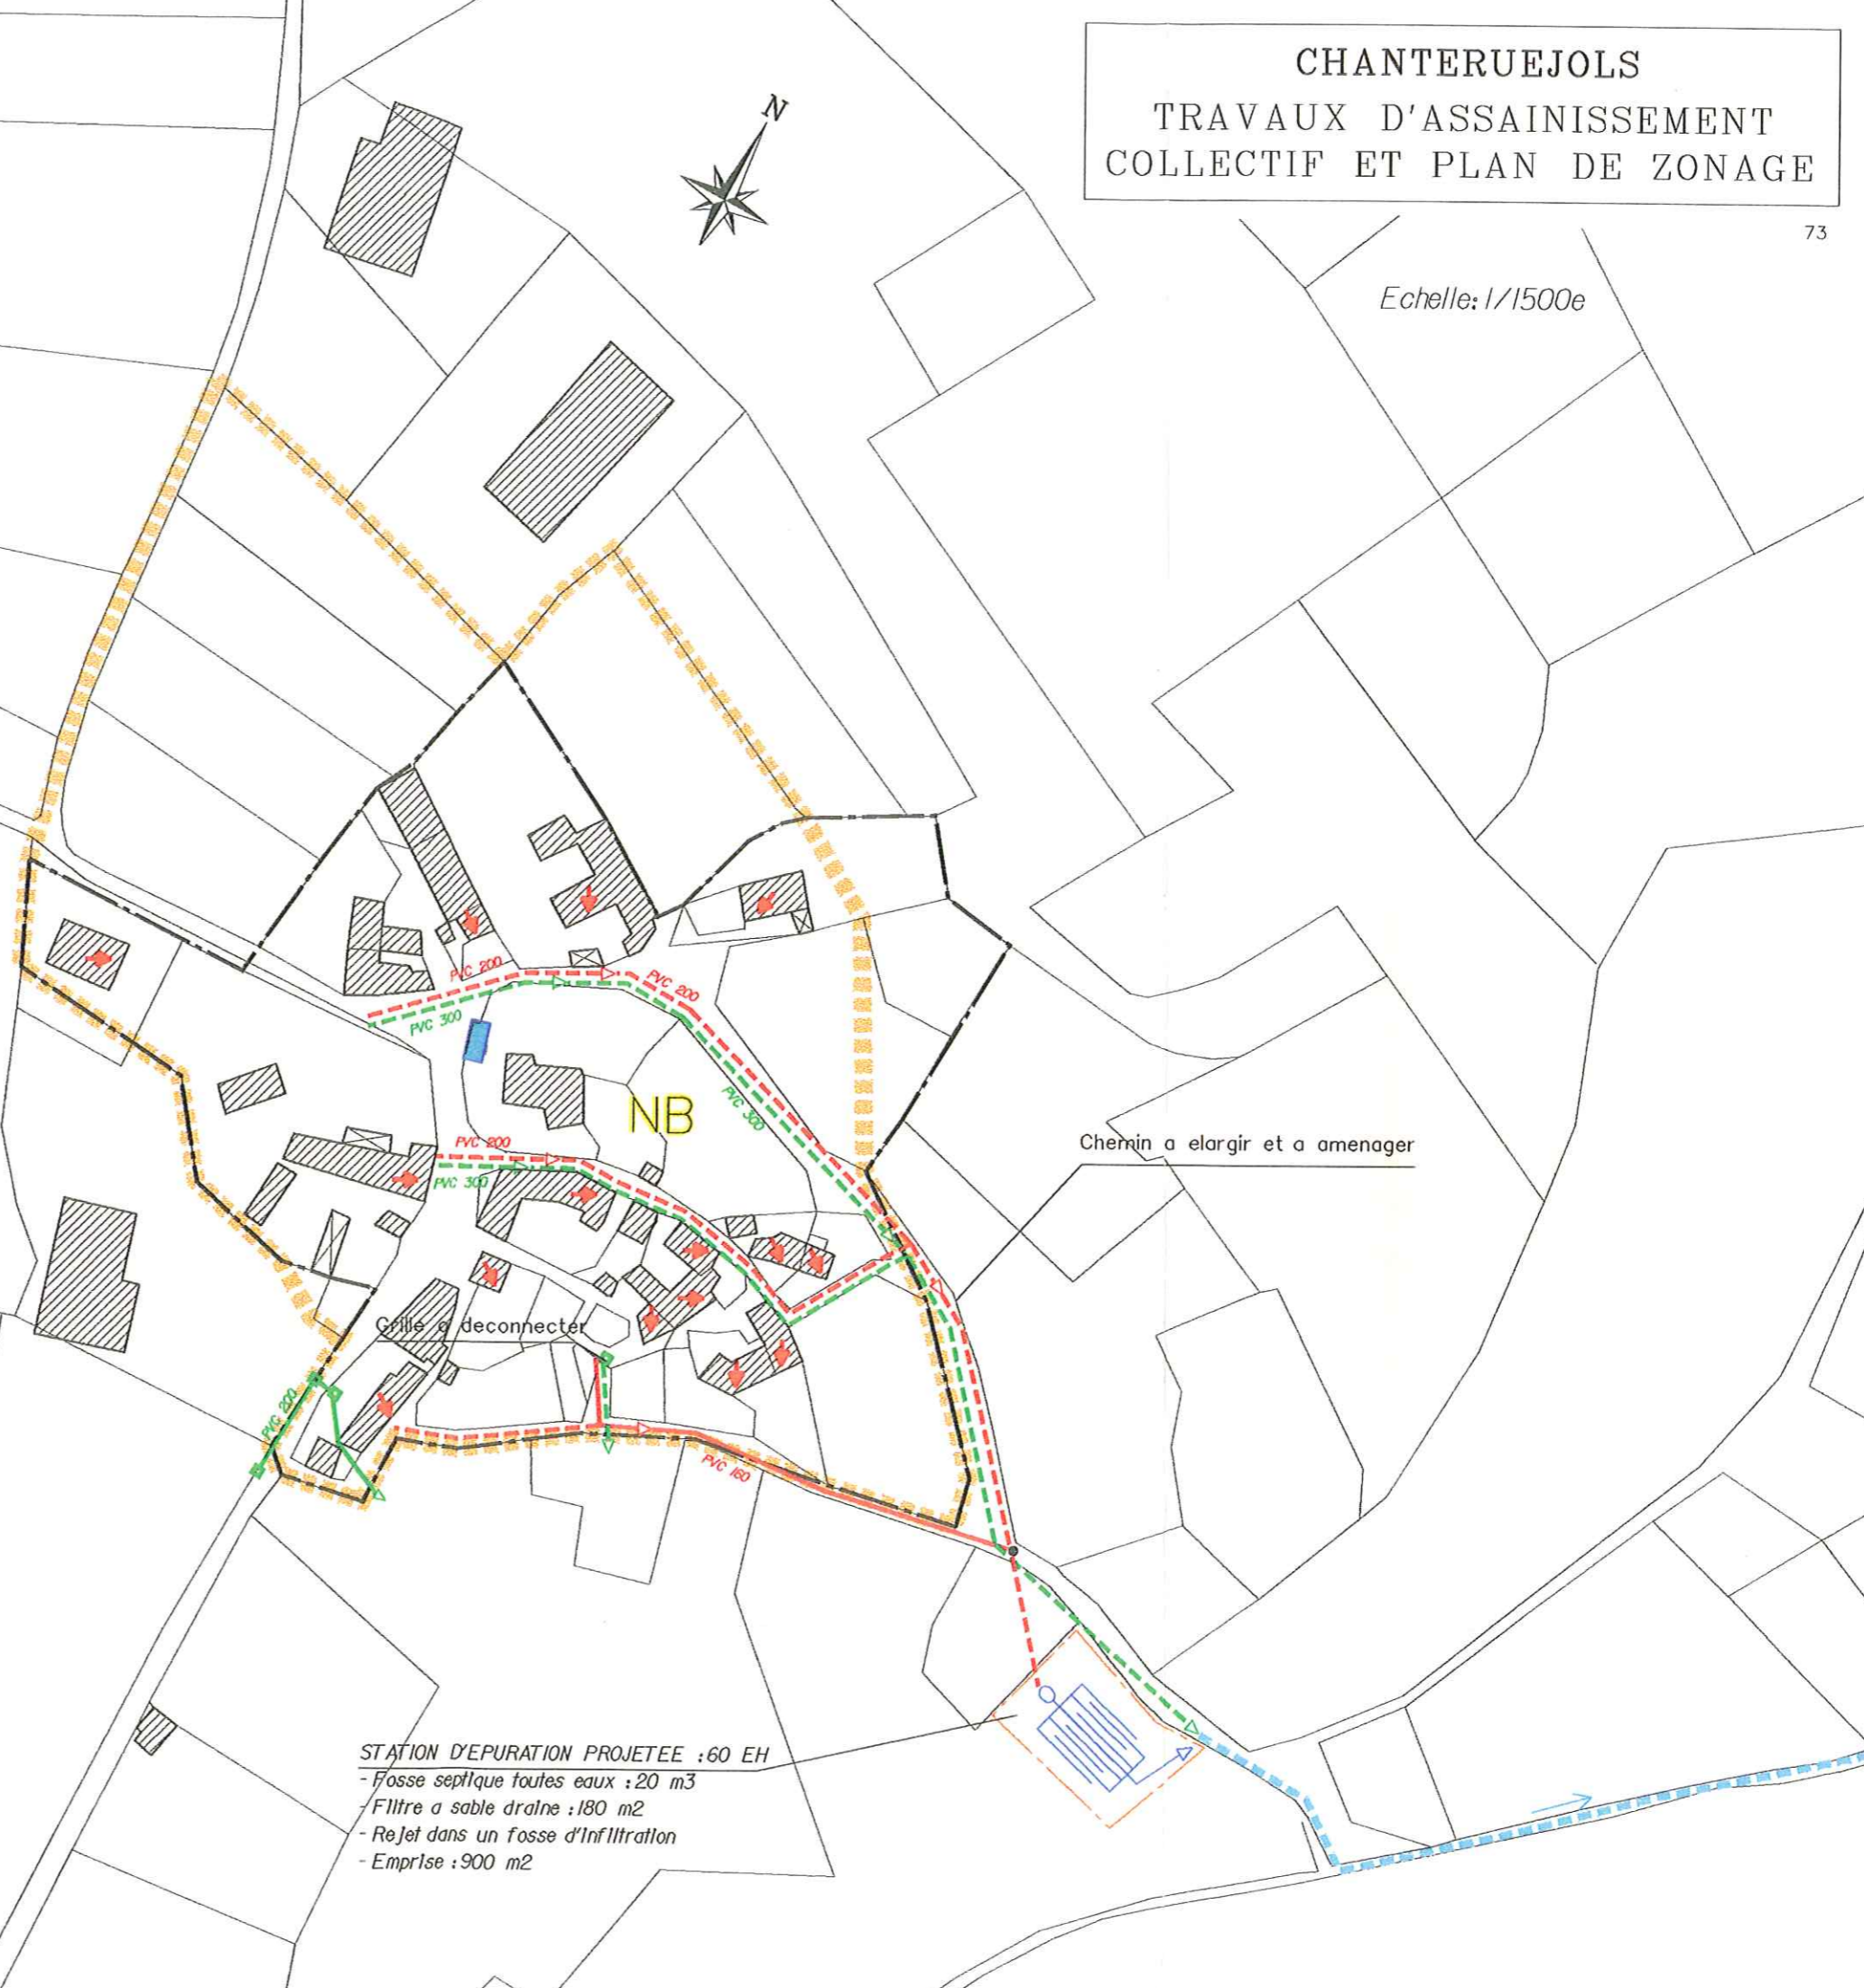 CHANTERUEJOLS
TRAVAUX D'ASSAINISSEMENT
COLLECTIF ET PLAN DE ZONAGE
73
N
Echelle: 1/1500e
PVC 200
PVC 200
PVC 300
PVC 300
NB
PVC 200
PVC 300
Chemin a elargir et a amenager
Grille a deconnecter
PVC 200
PVC 160
STATION D'EPURATION PROJETEE :60 EH
- Fosse septique toutes eaux :20 m3
- Filtre a sable draine :180 m2
- Rejet dans un fosse d'infiltration
- Emprise :900 m2